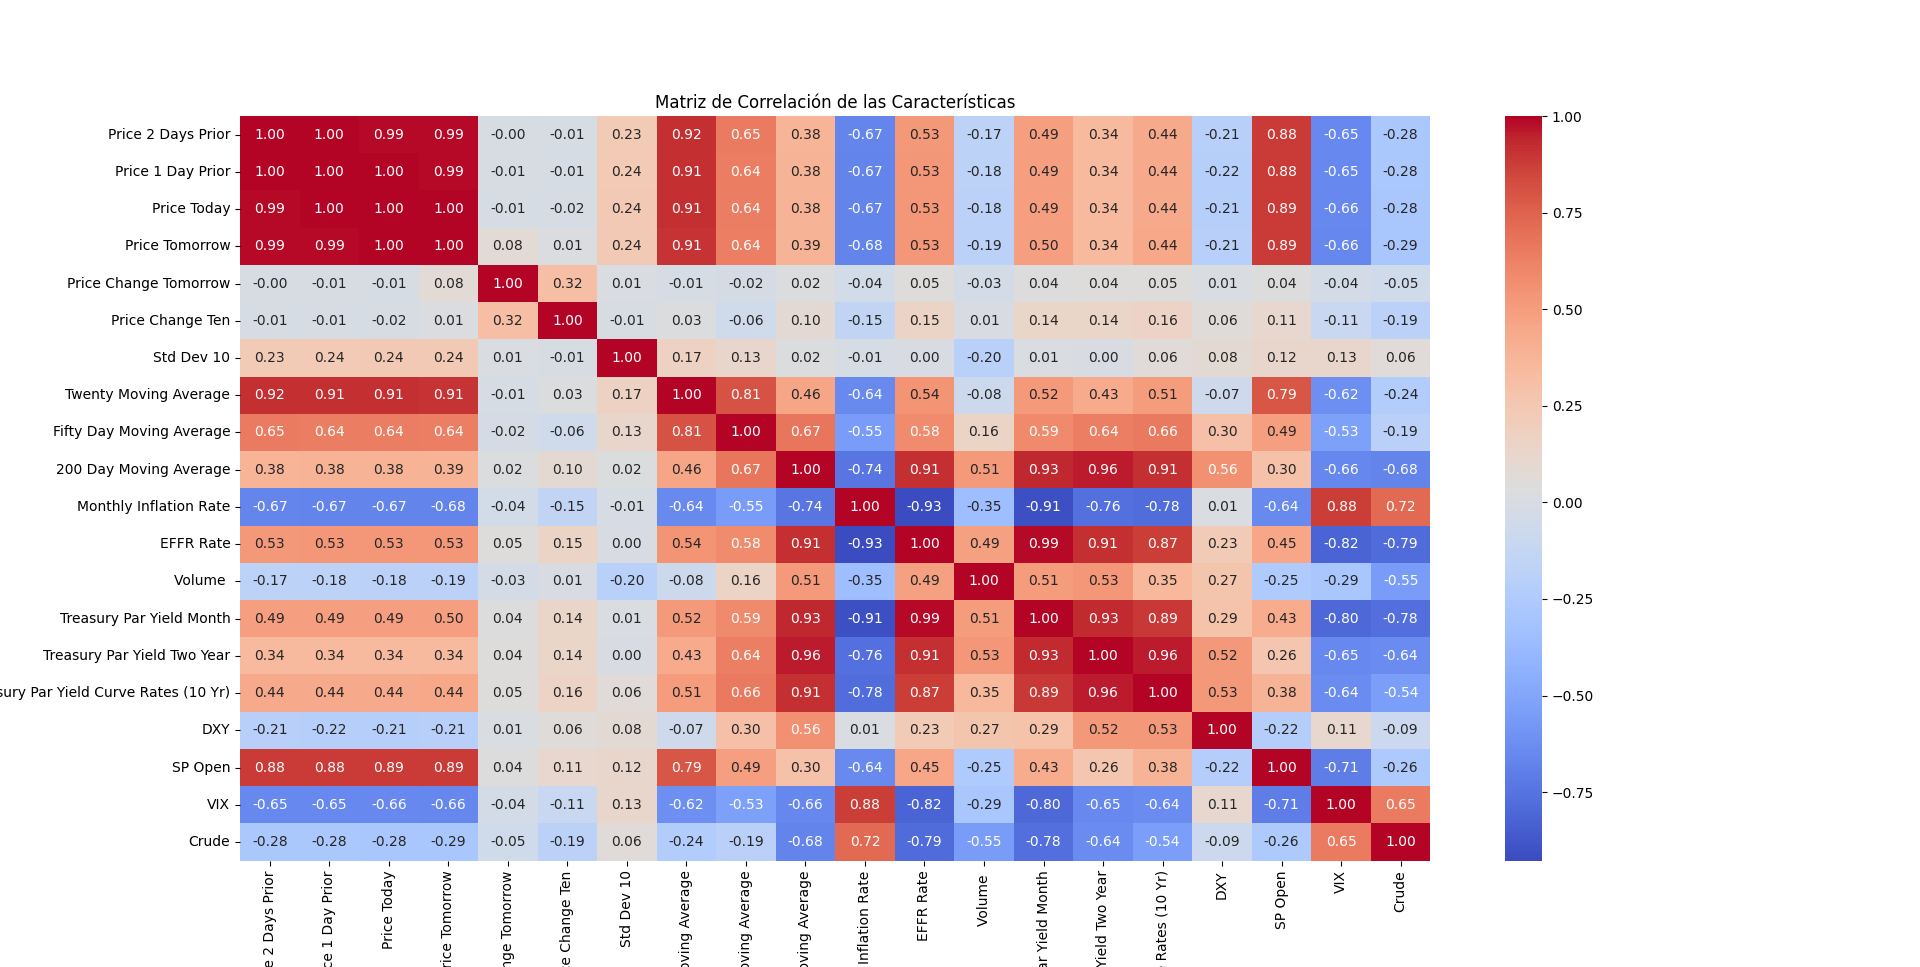 Matriz de Correlación de las Características
Price 2 Days Prior 1.00 1.00 0.99 0.99 -0.00 -0.01 0.23 0.92 0.65 0.38 -0.67 0.53 -0.17 0.49 0.34 0.44 -0.21 0.88 -0.65 -0.28
Price 1 Day Prior 1.00 1.00 1.00 0.99 -0.01 -0.01 0.24 0.91 0.64 0.38 -0.67 0.53 -0.18 0.49 0.34 0.44 -0.22 0.88 -0.65 -0.28
Price Today 0.99 1.00 1.00 1.00 -0.01 -0.02 0.24 0.91 0.64 0.38 -0.67 0.53 -0.18 0.49 0.34 0.44 -0.21 0.89 -0.66 -0.28
Price Tomorrow 0.99 0.99 1.00 1.00 0.08 0.01 0.24 0.91 0.64 0.39 -0.68 0.53 -0.19 0.50 0.34 0.44 -0.21 0.89 -0.66 -0.29
Price Change Tomorrow -0.00 -0.01 -0.01 0.08 1.00 0.32 0.01 -0.01 -0.02 0.02 -0.04 0.05 -0.03 0.04 0.04 0.05 0.01 0.04 -0.04 -0.05
Price Change Ten -0.01 -0.01 -0.02 0.01 0.32 1.00 -0.01 0.03 -0.06 0.10 -0.15 0.15 0.01 0.14 0.14 0.16 0.06 0.11 -0.11 -0.19
Std Dev 10 0.23 0.24 0.24 0.24 0.01 -0.01 1.00 0.17 0.13 0.02 -0.01 0.00 -0.20 0.01 0.00 0.06 0.08 0.12 0.13 0.06
Twenty Moving Average 0.92 0.91 0.91 0.91 -0.01 0.03 0.17 1.00 0.81 0.46 -0.64 0.54 -0.08 0.52 0.43 0.51 -0.07 0.79 -0.62 -0.24
Fifty Day Moving Average 0.65 0.64 0.64 0.64 -0.02 -0.06 0.13 0.81 1.00 0.67 -0.55 0.58 0.16 0.59 0.64 0.66 0.30 0.49 -0.53 -0.19
200 Day Moving Average 0.38 0.38 0.38 0.39 0.02 0.10 0.02 0.46 0.67 1.00 -0.74 0.91 0.51 0.93 0.96 0.91 0.56 0.30 -0.66 -0.68
Monthly Inflation Rate -0.67 -0.67 -0.67 -0.68 -0.04 -0.15 -0.01 -0.64 -0.55 -0.74 1.00 -0.93 -0.35 -0.91 -0.76 -0.78 0.01 -0.64 0.88 0.72
EFFR Rate 0.53 0.53 0.53 0.53 0.05 0.15 0.00 0.54 0.58 0.91 -0.93 1.00 0.49 0.99 0.91 0.87 0.23 0.45 -0.82 -0.79
Volume -0.17 -0.18 -0.18 -0.19 -0.03 0.01 -0.20 -0.08 0.16 0.51 -0.35 0.49 1.00 0.51 0.53 0.35 0.27 -0.25 -0.29 -0.55
Treasury Par Yield Month 0.49 0.49 0.49 0.50 0.04 0.14 0.01 0.52 0.59 0.93 -0.91 0.99 0.51 1.00 0.93 0.89 0.29 0.43 -0.80 -0.78
Treasury Par Yield Two Year 0.34 0.34 0.34 0.34 0.04 0.14 0.00 0.43 0.64 0.96 -0.76 0.91 0.53 0.93 1.00 0.96 0.52 0.26 -0.65 -0.64
sury Par Yield Curve Rates (10 Yr) 0.44 0.44 0.44 0.44 0.05 0.16 0.06 0.51 0.66 0.91 -0.78 0.87 0.35 0.89 0.96 1.00 0.53 0.38 -0.64 -0.54
DXY -0.21 -0.22 -0.21 -0.21 0.01 0.06 0.08 -0.07 0.30 0.56 0.01 0.23 0.27 0.29 0.52 0.53 1.00 -0.22 0.11 -0.09
SP Open 0.88 0.88 0.89 0.89 0.04 0.11 0.12 0.79 0.49 0.30 -0.64 0.45 -0.25 0.43 0.26 0.38 -0.22 1.00 -0.71 -0.26
VIX -0.65 -0.65 -0.66 -0.66 -0.04 -0.11 0.13 -0.62 -0.53 -0.66 0.88 -0.82 -0.29 -0.80 -0.65 -0.64 0.11 -0.71 1.00 0.65
Crude -0.28 -0.28 -0.28 -0.29 -0.05 -0.19 0.06 -0.24 -0.19 -0.68 0.72 -0.79 -0.55 -0.78 -0.64 -0.54 -0.09 -0.26 0.65 1.00
e 2 Days Prior
ce 1 Day Prior
Price Today
rice Tomorrow
nge Tomorrow
e Change Ten
Std Dev 10
oving Average
oving Average
oving Average
Inflation Rate
EFFR Rate
Volume
ar Yield Month
Yield Two Year
e Rates (10 Yr)
DXY
SP Open
VIX
Crude
1.00
0.75
0.50
0.25
0.00
−0.25
−0.50
−0.75